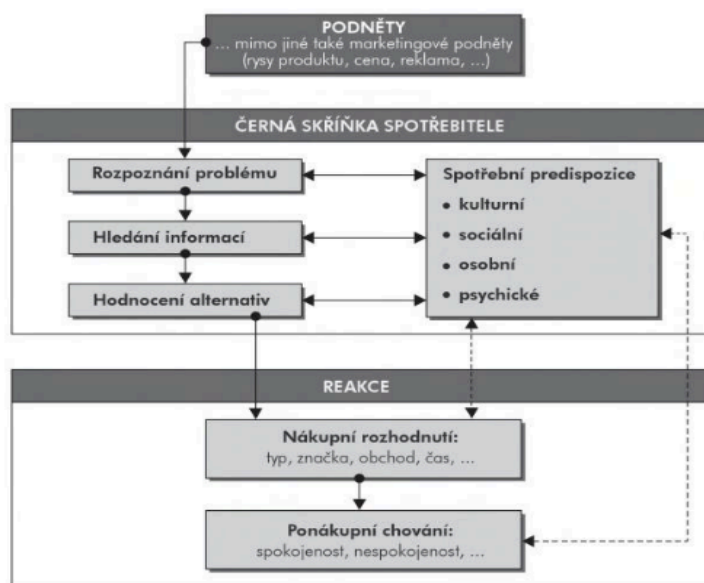 PODNĚTY
... mimo jiné také marketingové podněty
(rysy produktu, cena, reklama, ...)
ČERNÁ SKŘÍŇKA SPOTŘEBITELE
Rozpoznání problému
Hledání informací
Hodnocení alternativ
Spotřební predispozice
• kulturní
• sociální
• osobní
• psychické
REAKCE
Nákupní rozhodnutí:
typ, značka, obchod, čas, ...
Ponákupní chování:
spokojenost, nespokojenost, ...